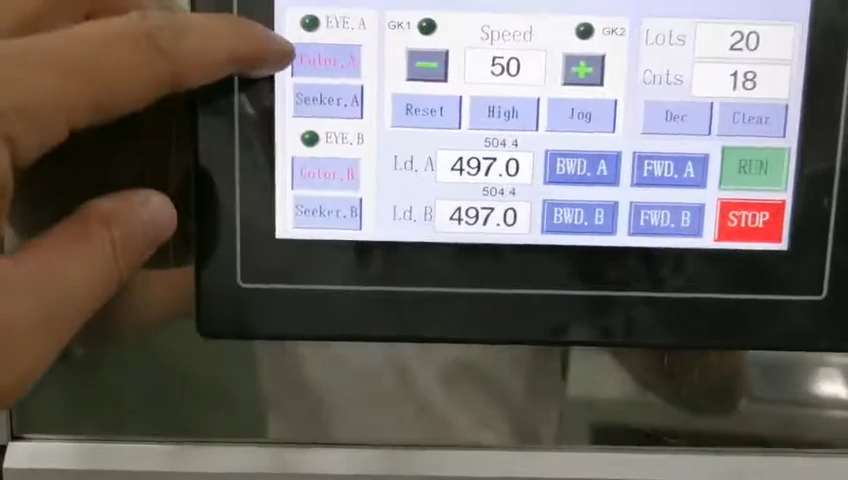 EYE.A
Color.A
Seeker.A
EYE.B
Color.B
Seeker.B
GK1
Speed
GK2
- 50 +
Reset High Jog
504.4
Ld.A 497.0 BWD.A FWD.A
504.4
Ld.B 497.0 BWD.B FWD.B
Lots 20
Cnts 18
Dec Clear
RUN
STOP